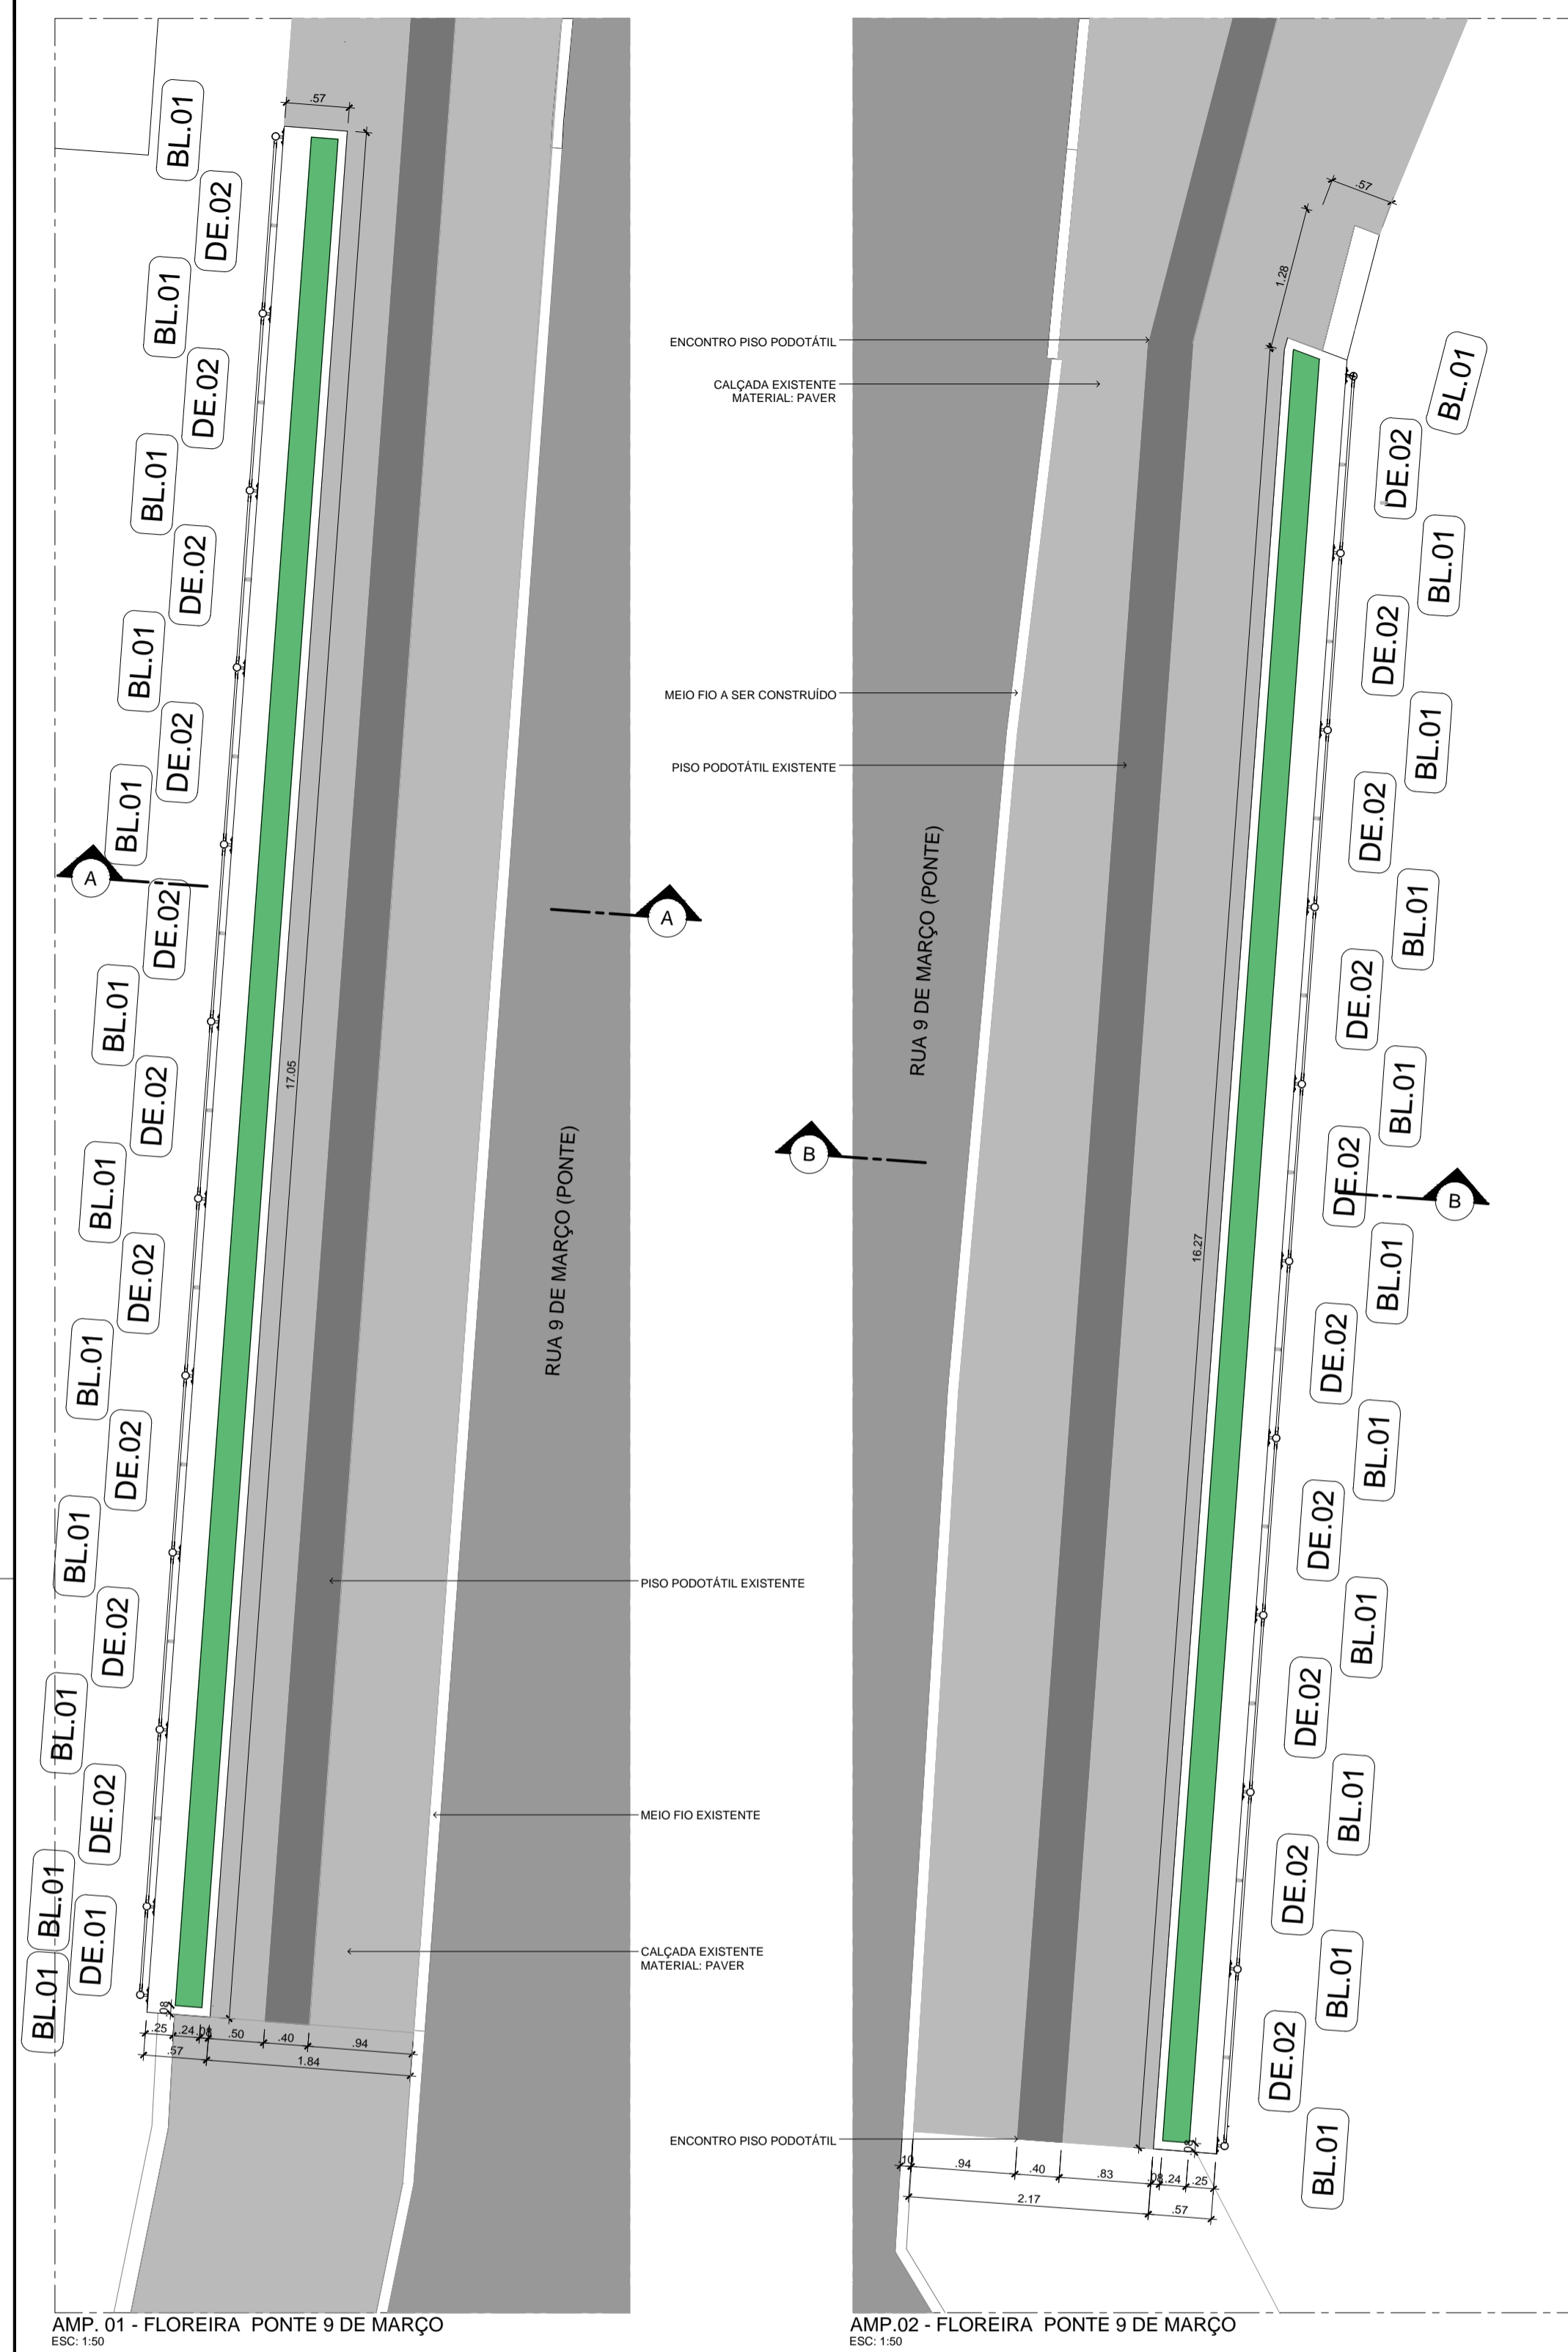 .57
BL.01
DE.02
BL.01
DE.02
BL.01
DE.02
BL.01
DE.02
BL.01
A
DE.02
A
BL.01
DE.02
17.05
BL.01
DE.02
RUA 9 DE MARÇO (PONTE)
BL.01
DE.02
BL.01
PISO PODOTÁTIL EXISTENTE
DE.02
BL.01
DE.02
MEIO FIO EXISTENTE
BL.01
DE.01
CALÇADA EXISTENTE
MATERIAL: PAVER
BL.01
.08
.25
.24
.08
.50
.40
.94
.57
1.84
AMP. 01 - FLOREIRA PONTE 9 DE MARÇO
ESC: 1:50
.57
1.28
ENCONTRO PISO PODOTÁTIL
CALÇADA EXISTENTE
MATERIAL: PAVER
BL.01
DE.02
BL.01
DE.02
MEIO FIO A SER CONSTRUÍDO
BL.01
PISO PODOTÁTIL EXISTENTE
DE.02
RUA 9 DE MARÇO (PONTE)
BL.01
DE.02
BL.01
B
DE.02
B
16.27
BL.01
DE.02
BL.01
DE.02
BL.01
DE.02
BL.01
DE.02
BL.01
DE.02
BL.01
ENCONTRO PISO PODOTÁTIL
.08
.10
.94
.40
.83
.08
.24
.25
2.17
.57
AMP.02 - FLOREIRA PONTE 9 DE MARÇO
ESC: 1:50